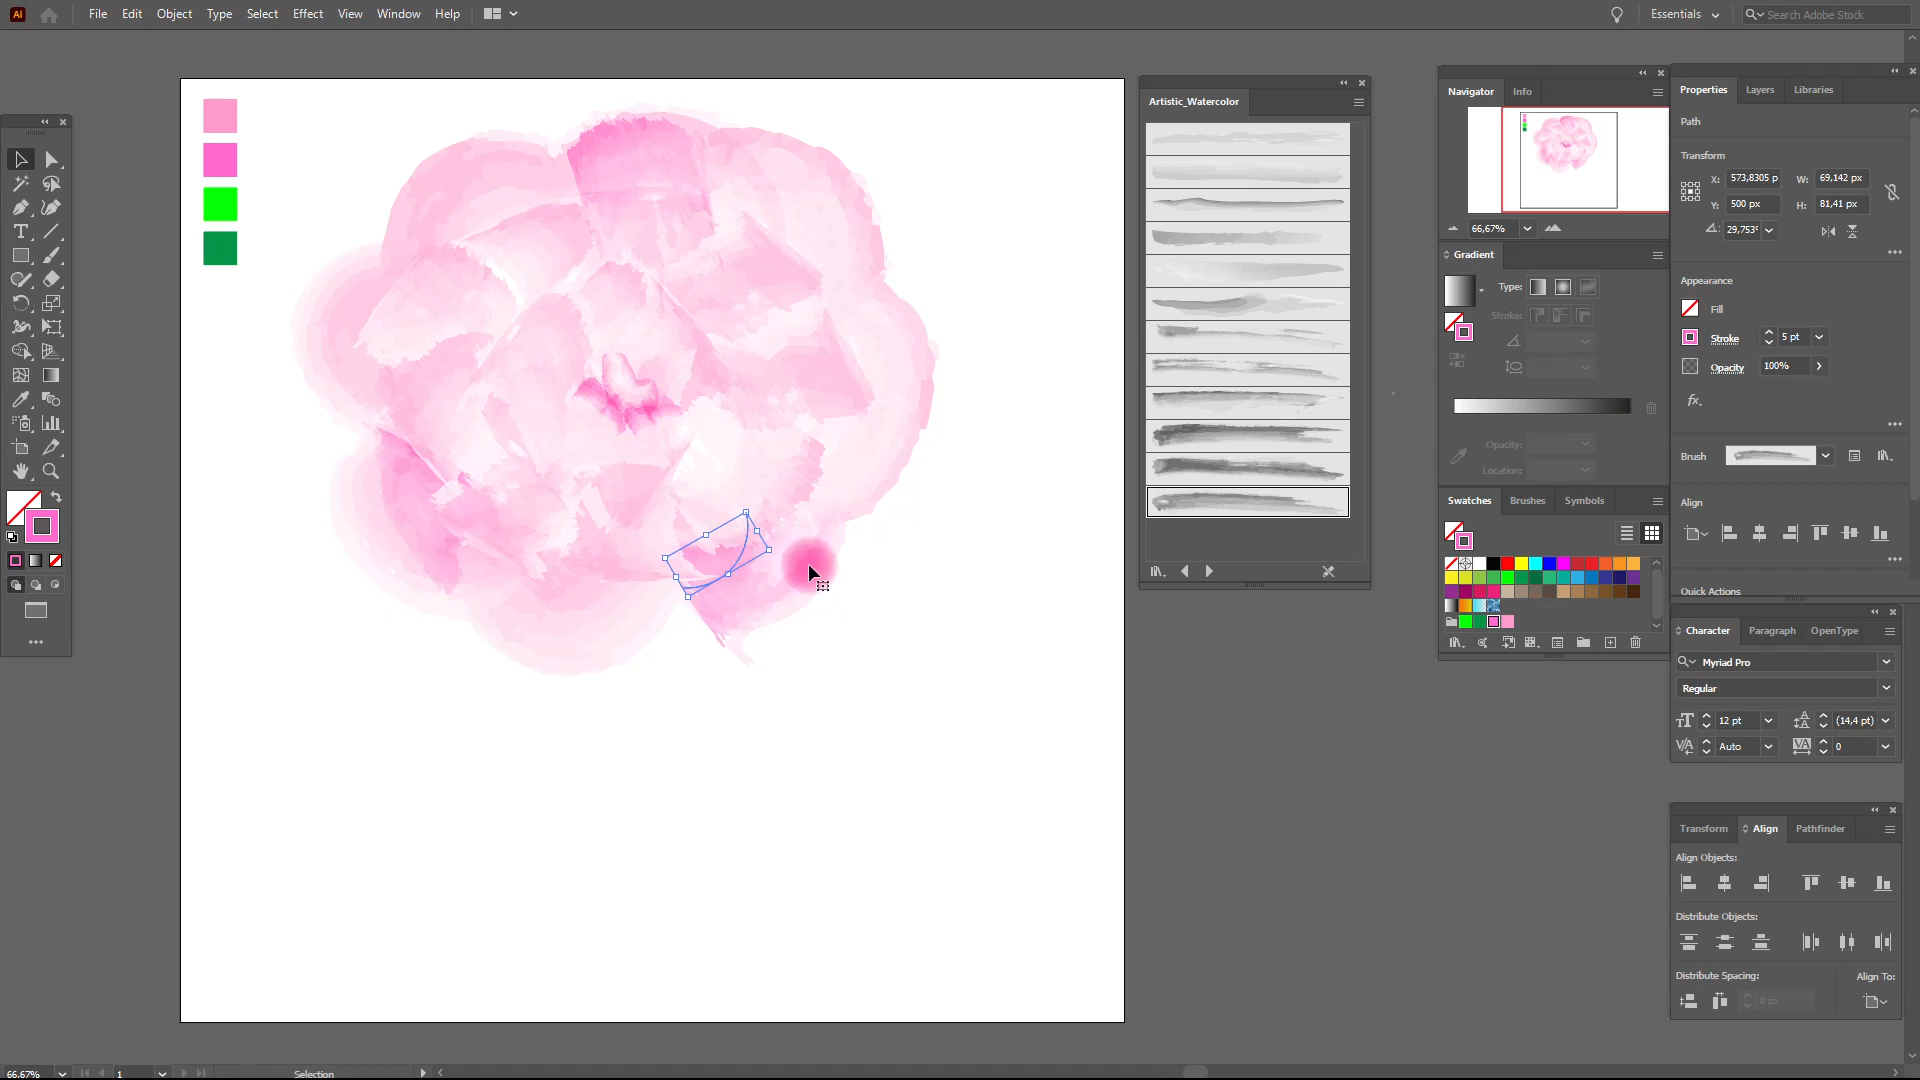 Ai File Edit Object Type Select Effect View Window Help
Essentials
Search Adobe Stock
Artistic_Watercolor
Navigator Info
66,67%
Gradient
Type:
Stroke:
Opacity:
Location:
Swatches Brushes Symbols
Properties Layers Libraries
Path
Transform
X: 573,8305 p W: 69,142 px
Y: 500 px H: 81,41 px
29,753°
Appearance
Fill
Stroke 5 pt
Opacity 100%
fx.
Brush
Align
Quick Actions
Character Paragraph OpenType
Myriad Pro
Regular
12 pt (14,4 pt)
Auto 0
Transform Align Pathfinder
Align Objects:
Distribute Objects:
Distribute Spacing: Align To:
0 px
66,67% 1 Selection